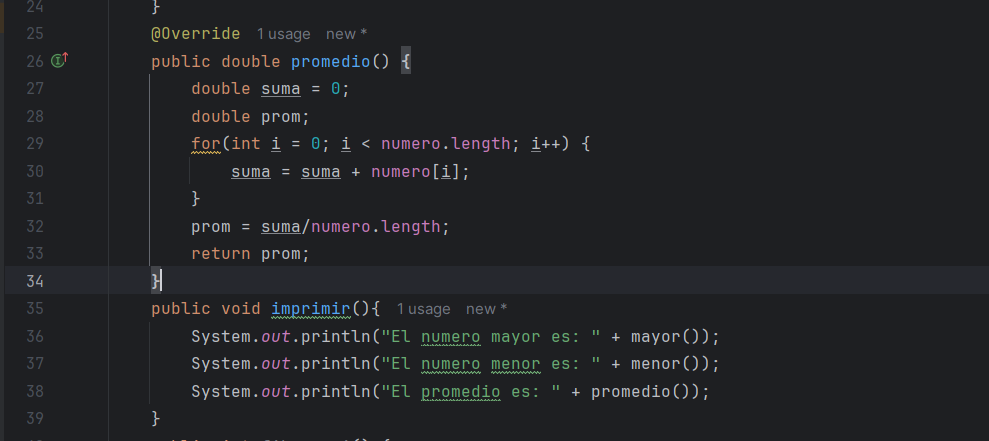 24 }
25 @Override 1 usage new *
26 public double promedio() {
27 double suma = 0;
28 double prom;
29 for(int i = 0; i < numero.length; i++) {
30 suma = suma + numero[i];
31 }
32 prom = suma/numero.length;
33 return prom;
34 }
35 public void imprimir(){ 1 usage new *
36 System.out.println("El numero mayor es: " + mayor());
37 System.out.println("El numero menor es: " + menor());
38 System.out.println("El promedio es: " + promedio());
39 }